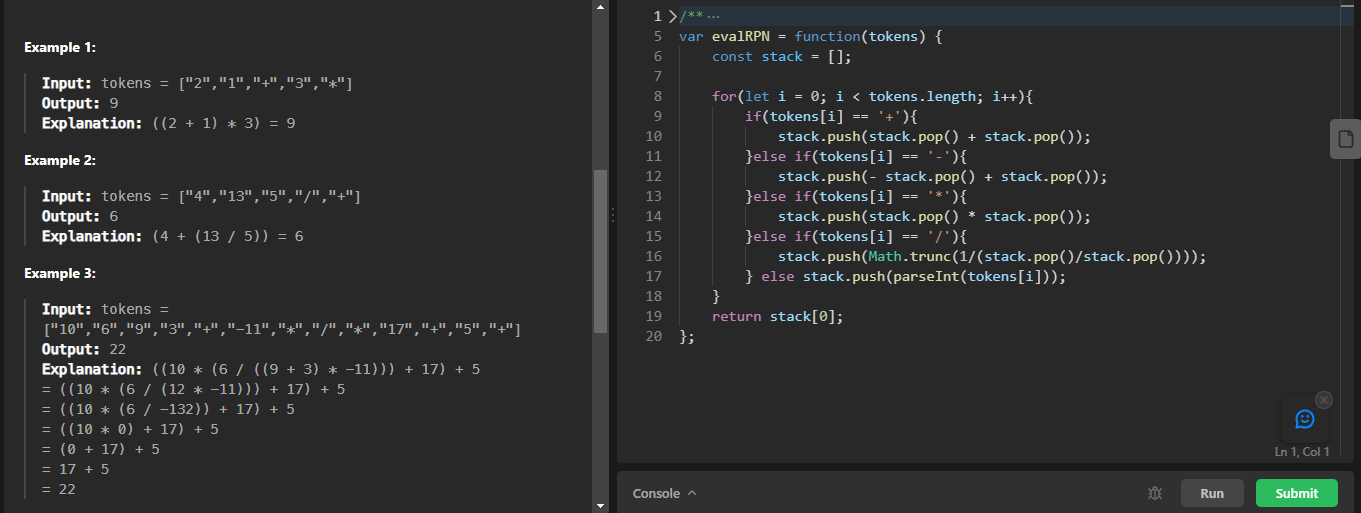 Example 1:
Input: tokens = ["2","1","+","3","*"]
Output: 9
Explanation: ((2 + 1) * 3) = 9
Example 2:
Input: tokens = ["4","13","5","/","+"]
Output: 6
Explanation: (4 + (13 / 5)) = 6
Example 3:
Input: tokens =
["10","6","9","3","+","-11","*","/","*","17","+","5","+"]
Output: 22
Explanation: ((10 * (6 / ((9 + 3) * -11))) + 17) + 5
= ((10 * (6 / (12 * -11))) + 17) + 5
= ((10 * (6 / -132)) + 17) + 5
= ((10 * 0) + 17) + 5
= (0 + 17) + 5
= 17 + 5
= 22
1 /** ...
5 var evalRPN = function(tokens) {
6     const stack = [];
7
8     for(let i = 0; i < tokens.length; i++){
9         if(tokens[i] == '+'){
10             stack.push(stack.pop() + stack.pop());
11         }else if(tokens[i] == '-'){
12             stack.push(- stack.pop() + stack.pop());
13         }else if(tokens[i] == '*'){
14             stack.push(stack.pop() * stack.pop());
15         }else if(tokens[i] == '/'){
16             stack.push(Math.trunc(1/(stack.pop()/stack.pop())));
17         } else stack.push(parseInt(tokens[i]));
18     }
19     return stack[0];
20 };
Ln 1, Col 1
Console
Run
Submit